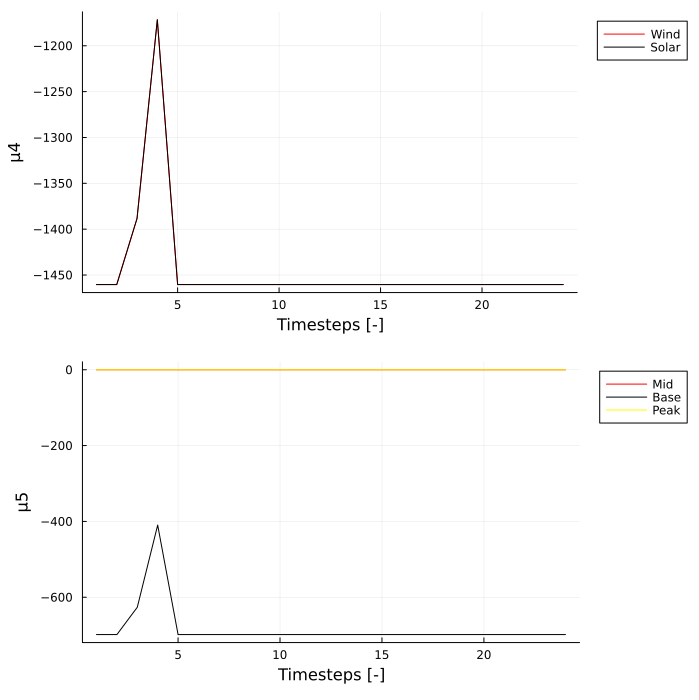 −1200
−1250
−1300
−1350
−1400
−1450
μ4
5
10
15
20
Timesteps [-]
Wind
Solar
0
−200
−400
−600
μ5
5
10
15
20
Timesteps [-]
Mid
Base
Peak